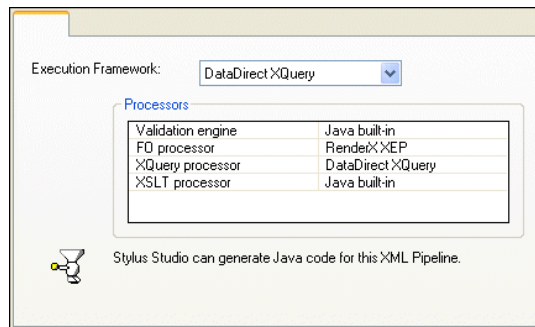 Execution Framework: DataDirect XQuery
Processors
Validation engine Java built-in
FO processor RenderX XEP
XQuery processor DataDirect XQuery
XSLT processor Java built-in
Stylus Studio can generate Java code for this XML Pipeline.